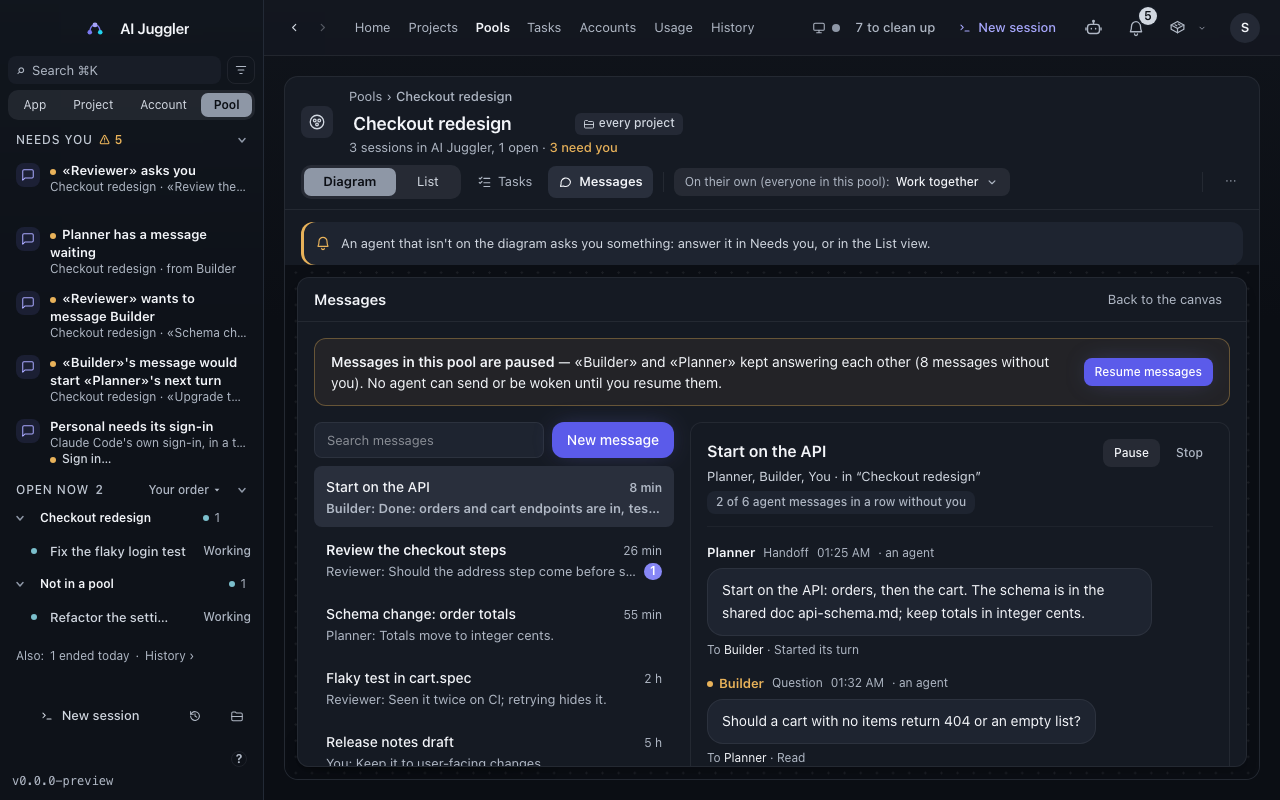 AI Juggler
Search ⌘K
App Project Account Pool
NEEDS YOU 5
«Reviewer» asks you
Checkout redesign · «Review the…
Planner has a message
waiting
Checkout redesign · from Builder
«Reviewer» wants to
message Builder
Checkout redesign · «Schema ch…
«Builder»'s message would
start «Planner»'s next turn
Checkout redesign · «Upgrade t…
Personal needs its sign-in
Claude Code's own sign-in, in a t…
Sign in…
OPEN NOW 2 Your order
Checkout redesign 1
Fix the flaky login test Working
Not in a pool 1
Refactor the setti… Working
Also: 1 ended today · History ›
New session
?
v0.0.0-preview
Home Projects Pools Tasks Accounts Usage History
7 to clean up New session 5 S
Pools › Checkout redesign
Checkout redesign every project
3 sessions in AI Juggler, 1 open · 3 need you
Diagram List Tasks Messages On their own (everyone in this pool): Work together ···
An agent that isn't on the diagram asks you something: answer it in Needs you, or in the List view.
Messages Back to the canvas
Messages in this pool are paused — «Builder» and «Planner» kept answering each other (8 messages without
you). No agent can send or be woken until you resume them.
Resume messages
Search messages New message
Start on the API 8 min
Builder: Done: orders and cart endpoints are in, tes…
Review the checkout steps 26 min
Reviewer: Should the address step come before s… 1
Schema change: order totals 55 min
Planner: Totals move to integer cents.
Flaky test in cart.spec 2 h
Reviewer: Seen it twice on CI; retrying hides it.
Release notes draft 5 h
You: Keep it to user-facing changes
Start on the API Pause Stop
Planner, Builder, You · in “Checkout redesign”
2 of 6 agent messages in a row without you
Planner Handoff 01:25 AM · an agent
Start on the API: orders, then the cart. The schema is in the
shared doc api-schema.md; keep totals in integer cents.
To Builder · Started its turn
Builder Question 01:32 AM · an agent
Should a cart with no items return 404 or an empty list?
To Planner · Read